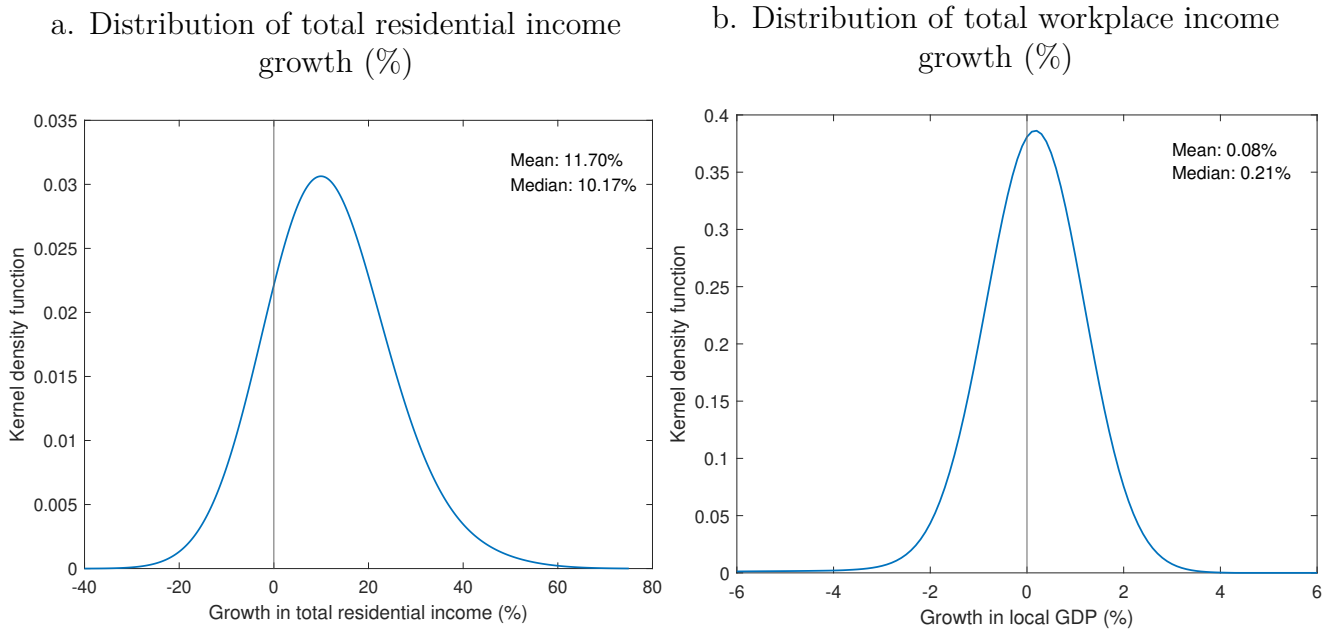 a. Distribution of total residential income
growth (%)
0.035
0.03
0.025
0.02
0.015
0.01
0.005
0
Kernel density function
Mean: 11.70%
Median: 10.17%
-40 -20 0 20 40 60 80
Growth in total residential income (%)
b. Distribution of total workplace income
growth (%)
0.4
0.35
0.3
0.25
0.2
0.15
0.1
0.05
0
Kernel density function
Mean: 0.08%
Median: 0.21%
-6 -4 -2 0 2 4 6
Growth in local GDP (%)